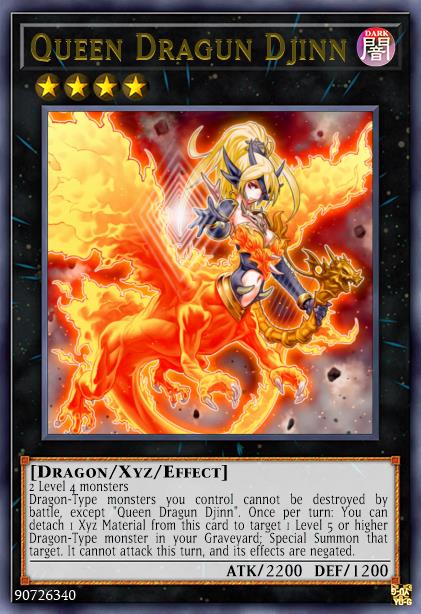 QUEEN DRAGUN DJINN
DARK
闇
[DRAGON/XYZ/EFFECT]
2 Level 4 monsters
Dragon-Type monsters you control cannot be destroyed by
battle, except "Queen Dragun Djinn". Once per turn: You can
detach 1 Xyz Material from this card to target 1 Level 5 or higher
Dragon-Type monster in your Graveyard; Special Summon that
target. It cannot attack this turn, and its effects are negated.
ATK/2200 DEF/1200
90726340